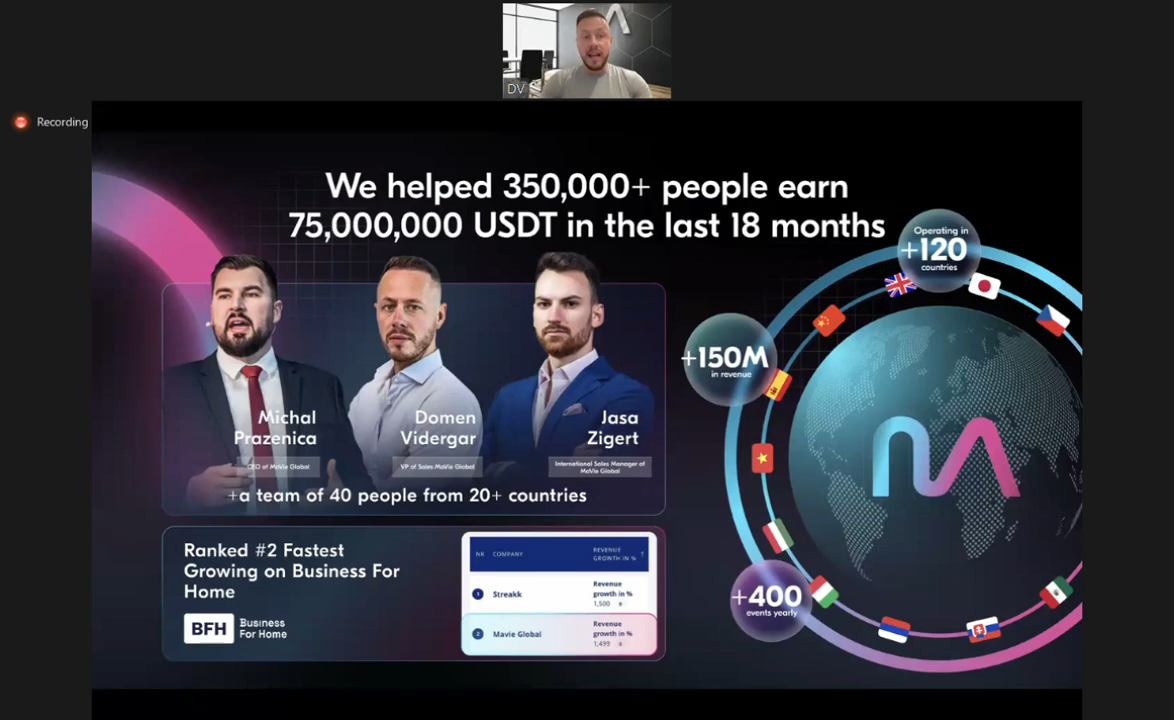 DV
Recording
We helped 350,000+ people earn
75,000,000 USDT in the last 18 months
Operating in
+120
countries
+150M
in revenue
Michal
Prazenica
CEO of MaVie Global
Domen
Vidergar
VP of Sales MaVie Global
Jasa
Zigert
International Sales Manager of
MaVie Global
+a team of 40 people from 20+ countries
Ranked #2 Fastest
Growing on Business For
Home
BFH Business
For Home
NR COMPANY REVENUE
GROWTH IN %
1 Streakk Revenue
growth in %
1,500
2 Mavie Global Revenue
growth in %
1,499
+400
events yearly